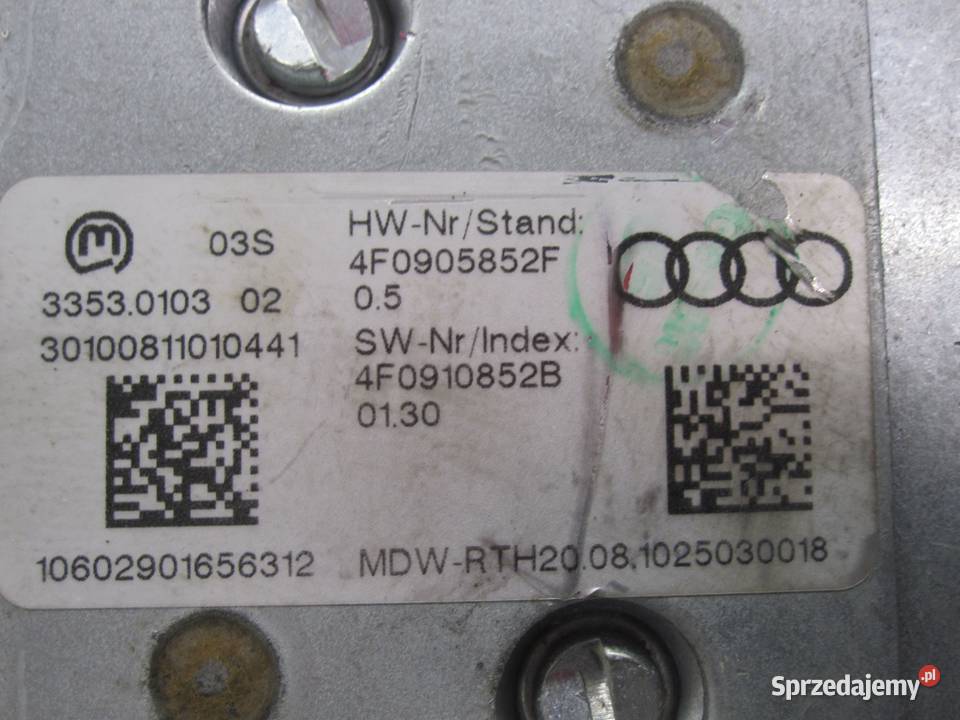 m
03S
3353.0103 02
30100811010441
HW-Nr/Stand:
4F0905852F
0.5
SW-Nr/Index:
4F0910852B
01.30
10602901656312
MDW-RTH20.08.1025030018
Sprzedajemy.pl